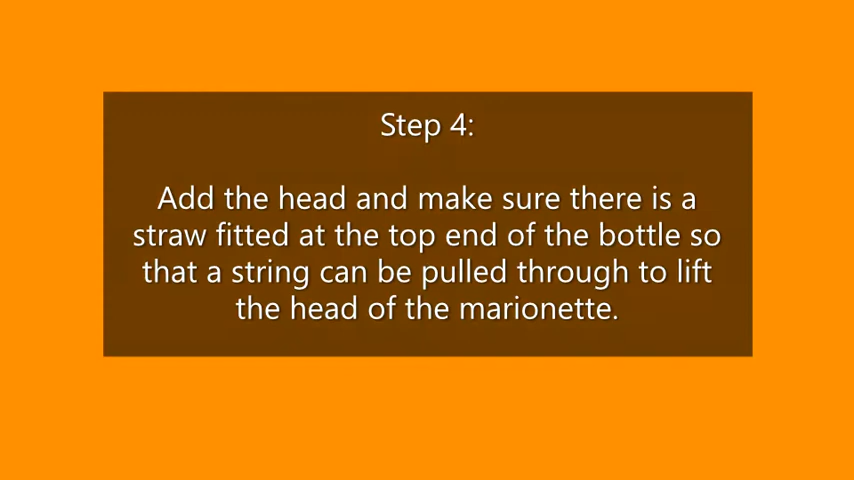 Step 4:
Add the head and make sure there is a
straw fitted at the top end of the bottle so
that a string can be pulled through to lift
the head of the marionette.